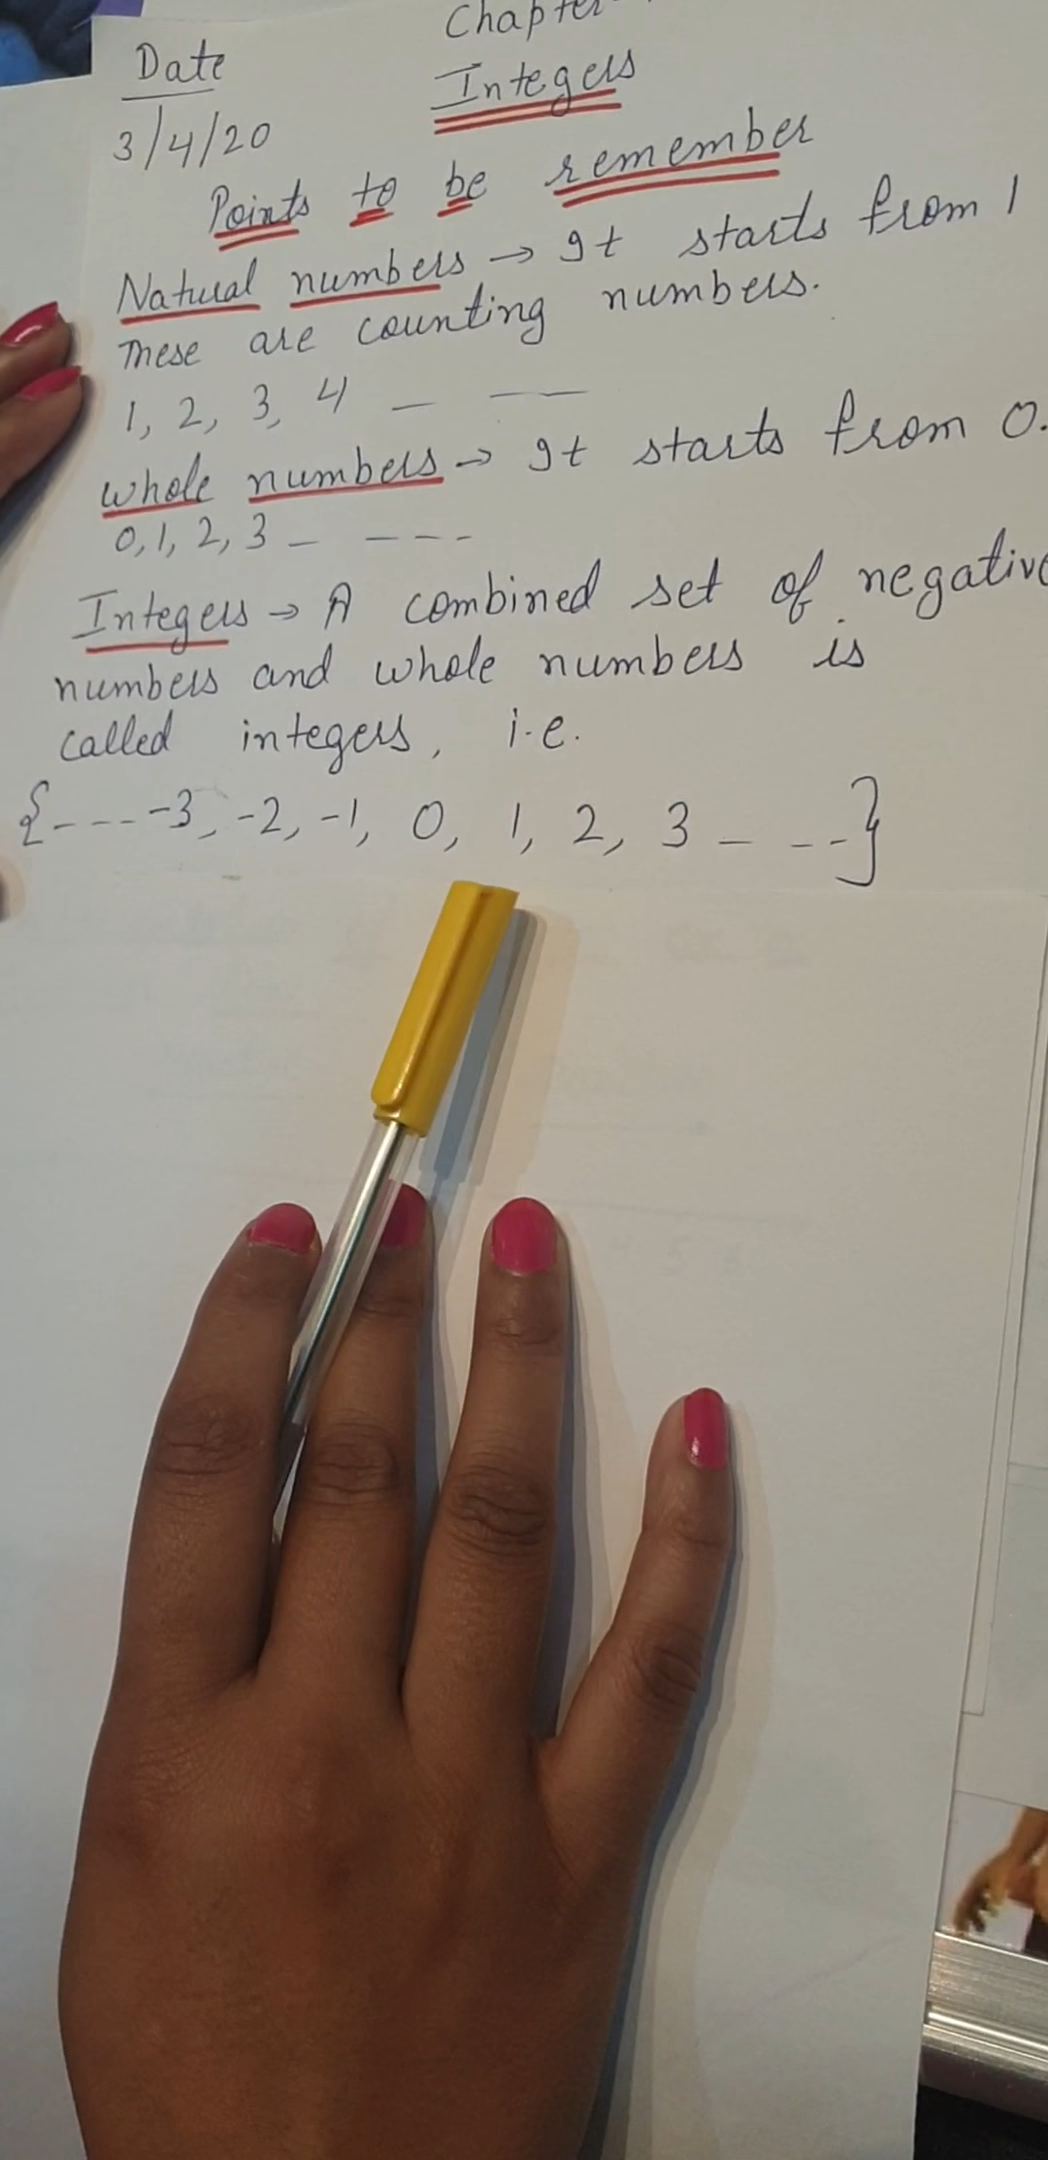 Chapter
Date
Integers
3/4/20
Points to be remember
Natural numbers → It starts from 1
These are counting numbers.
1, 2, 3, 4 — ——
whole numbers → It starts from 0.
0, 1, 2, 3 – – – –
Integers → A combined set of negative
numbers and whole numbers is
called integers, i.e.
{- - - -3, -2, -1, 0, 1, 2, 3 – – –}